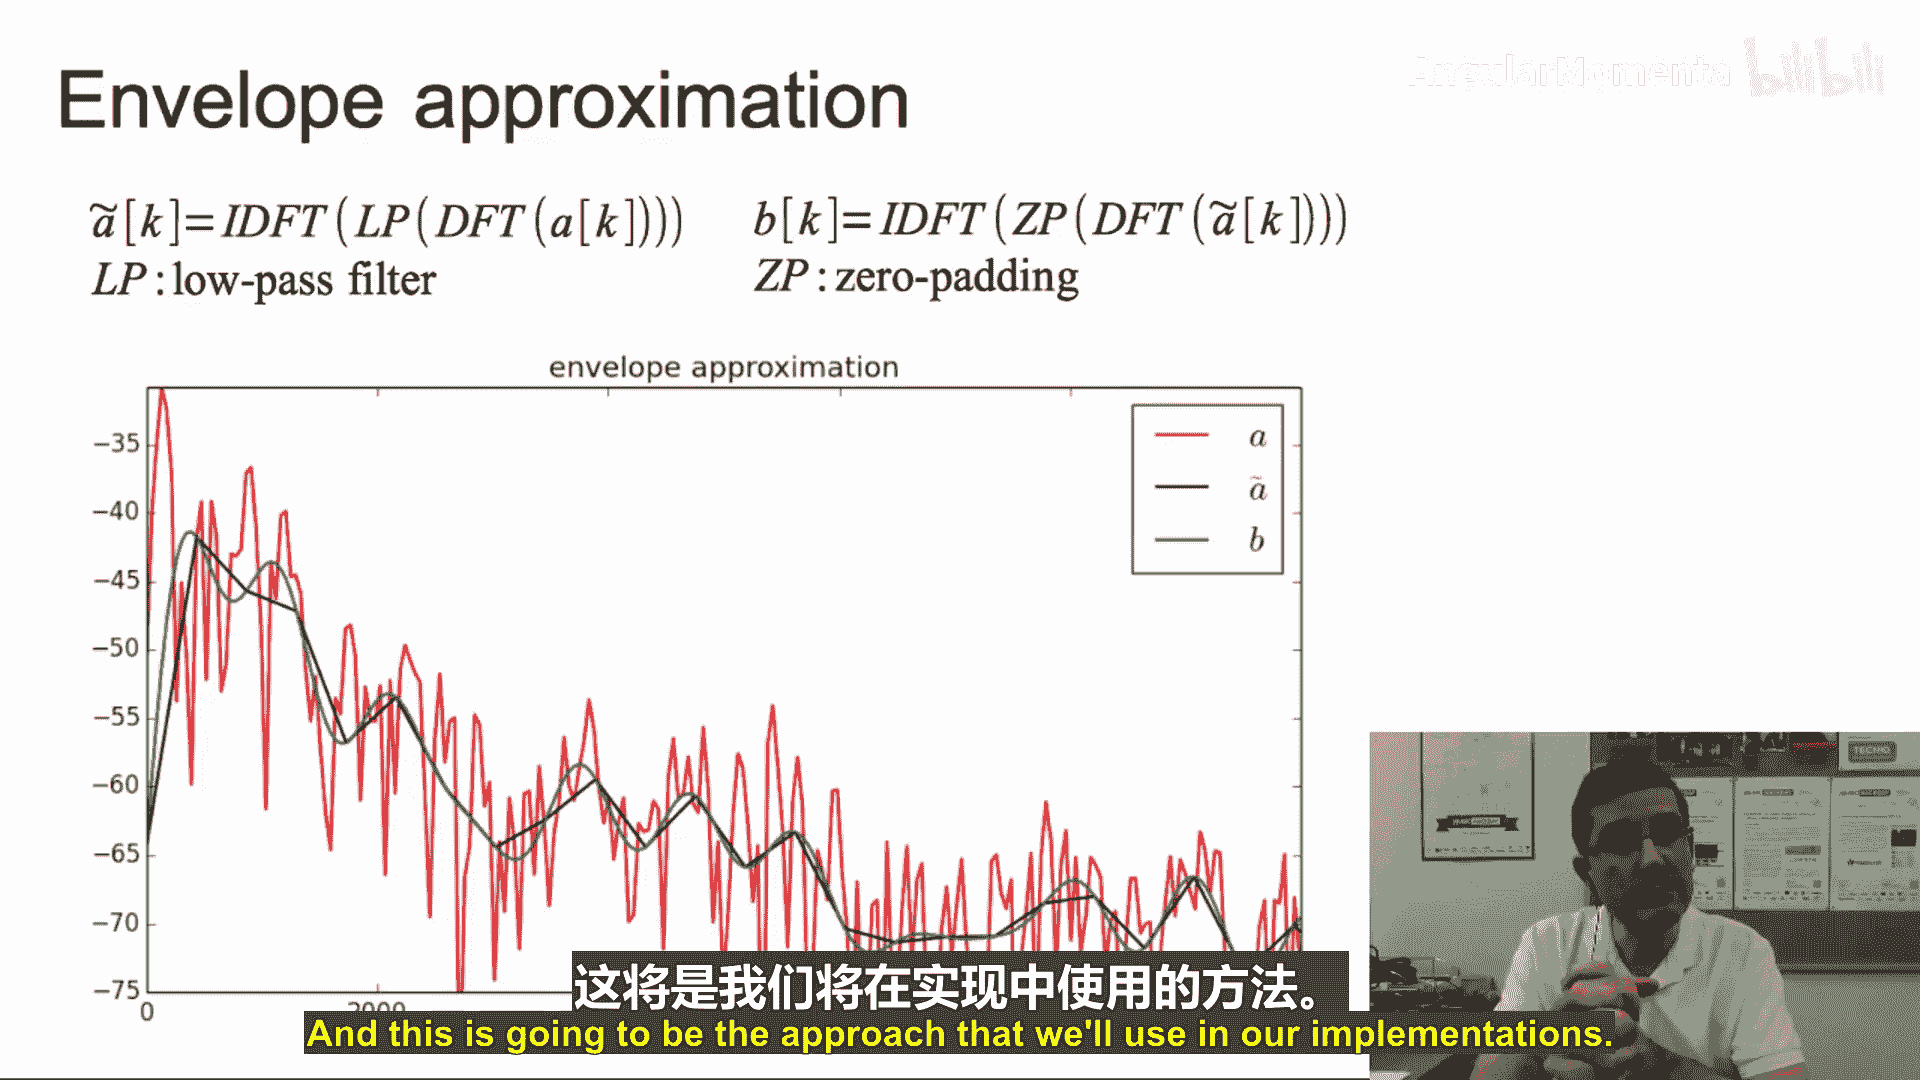 Envelope approximation
AngularMomenta bilibili
ã[k]=IDFT(LP(DFT(a[k])))
b[k]=IDFT(ZP(DFT(ã[k])))
LP: low-pass filter
ZP: zero-padding
envelope approximation
−35
−40
−45
−50
−55
−60
−65
−70
−75
0
2000
a
ã
b
TECNIO
这将是我们将在实现中使用的方法。
And this is going to be the approach that we'll use in our implementations.